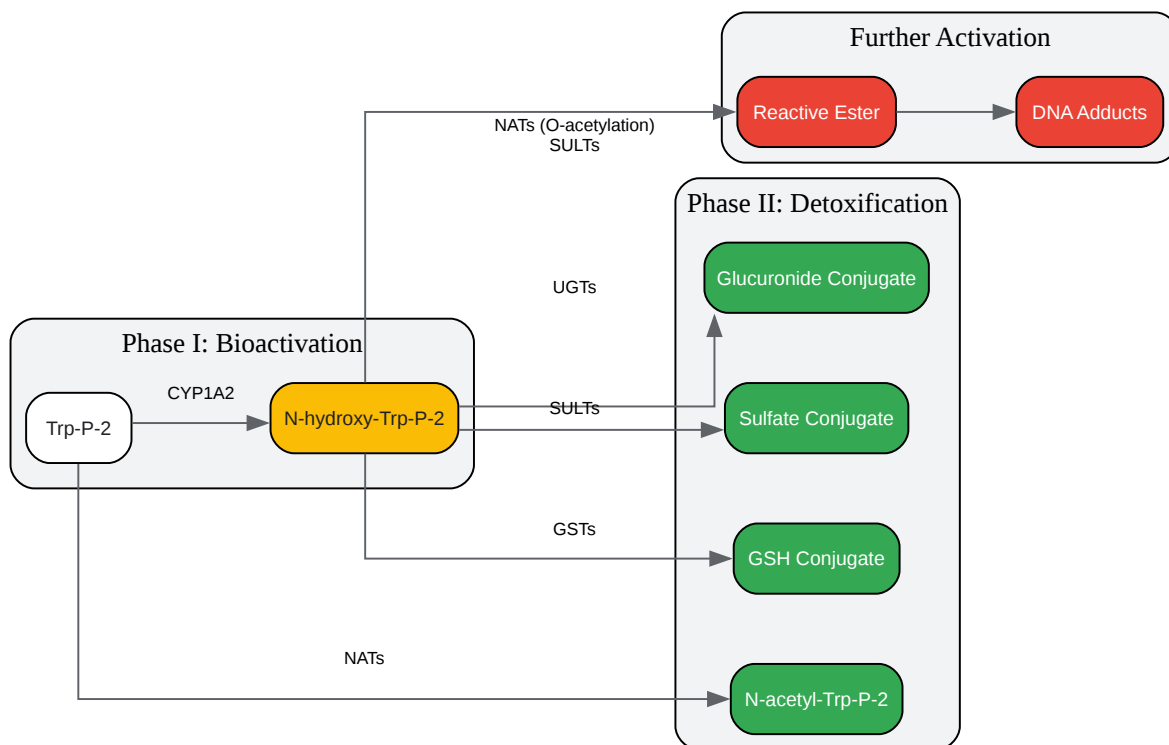 Further Activation
Reactive Ester
DNA Adducts
NATs (O-acetylation)
SULTs
Phase II: Detoxification
Glucuronide Conjugate
UGTs
Phase I: Bioactivation
CYP1A2
Trp-P-2
N-hydroxy-Trp-P-2
SULTs
Sulfate Conjugate
GSTs
GSH Conjugate
NATs
N-acetyl-Trp-P-2